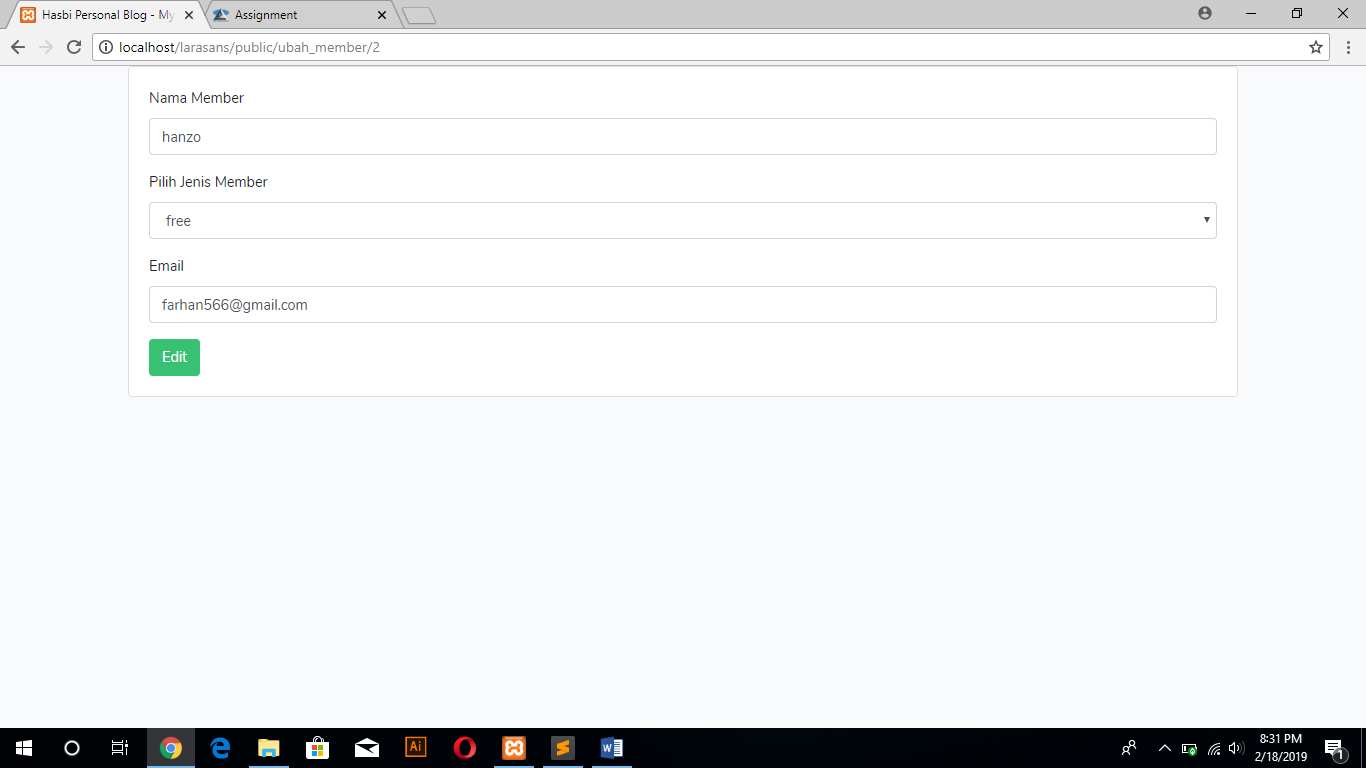 Hasbi Personal Blog - My
Assignment
localhost/larasans/public/ubah_member/2
Nama Member
hanzo
Pilih Jenis Member
free
Email
farhan566@gmail.com
Edit
Ai
W
8:31 PM
2/18/2019
1